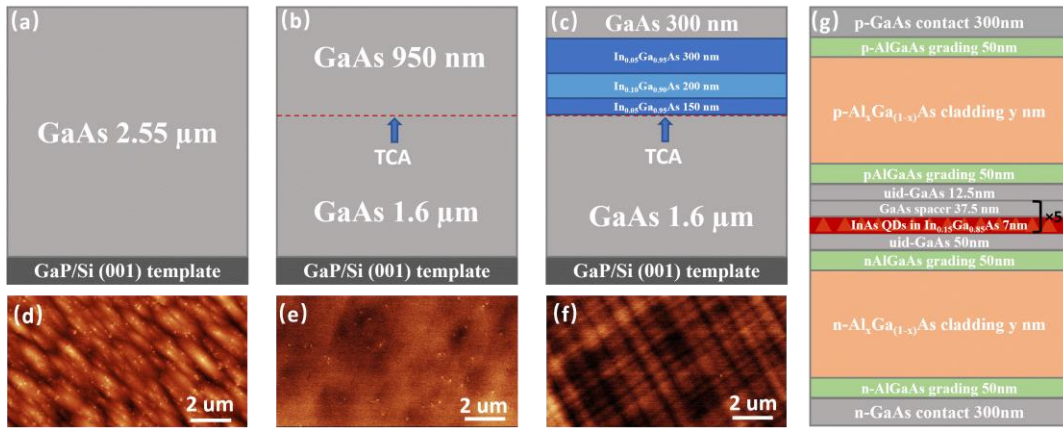 (a)
GaAs 2.55 μm
GaP/Si (001) template
(b)
GaAs 950 nm
TCA
GaAs 1.6 μm
GaP/Si (001) template
(c)
GaAs 300 nm
In₀.₀₅Ga₀.₉₅As 300 nm
In₀.₁₀Ga₀.₉₀As 200 nm
In₀.₀₅Ga₀.₉₅As 150 nm
TCA
GaAs 1.6 μm
GaP/Si (001) template
(d)
2 um
(e)
2 um
(f)
2 um
(g)
p-GaAs contact 300nm
p-AlGaAs grading 50nm
p-AlₓGa₍₁₋ₓ₎As cladding y nm
pAlGaAs grading 50nm
uid-GaAs 12.5nm
GaAs spacer 37.5 nm
×5
InAs QDs in In₀.₁₅Ga₀.₈₅As 7nm
uid-GaAs 50nm
nAlGaAs grading 50nm
n-AlₓGa₍₁₋ₓ₎As cladding y nm
n-AlGaAs grading 50nm
n-GaAs contact 300nm